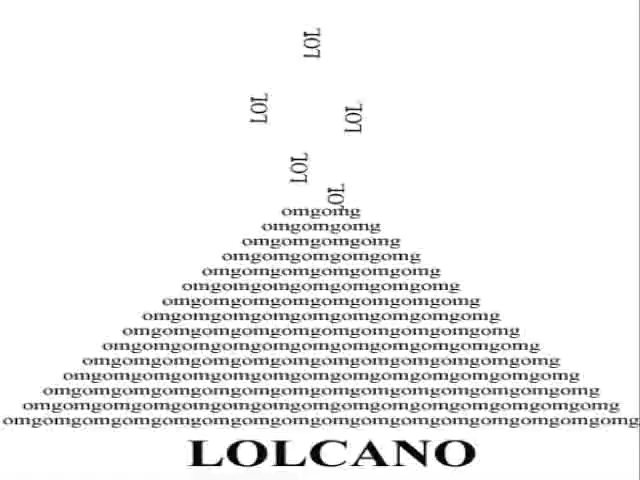 LOL
LOL
LOL
LOL
LOL
omgomg
omgomgomg
omgomgomgomg
omgomgomgomgomg
omgomgomgomgomgomg
omgomgomgomgomgomgomg
omgomgomgomgomgomgomgomg
omgomgomgomgomgomgomgomgomg
omgomgomgomgomgomgomgomgomgomg
omgomgomgomgomgomgomgomgomgomgomg
omgomgomgomgomgomgomgomgomgomgomgomg
omgomgomgomgomgomgomgomgomgomgomgomgomg
omgomgomgomgomgomgomgomgomgomgomgomgomgomg
omgomgomgomgomgomgomgomgomgomgomgomgomgomgomg
omgomgomgomgomgomgomgomgomgomgomgomgomgomgomgomg
LOLCANO